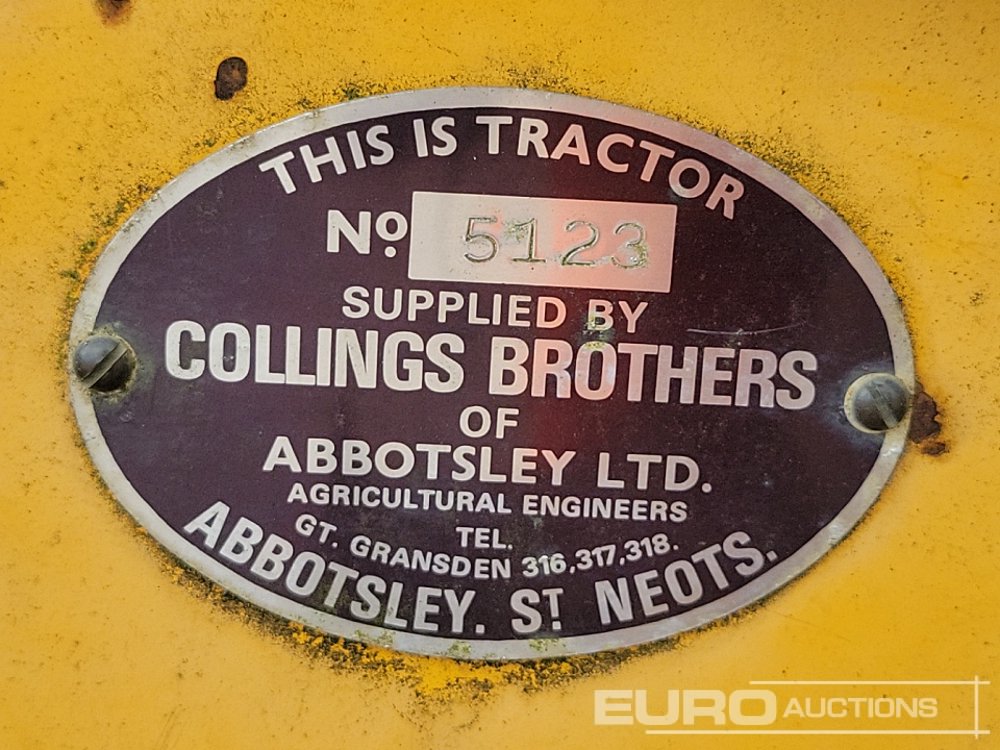 THIS IS TRACTOR
Nº 5123
SUPPLIED BY
COLLINGS BROTHERS
OF
ABBOTSLEY LTD.
AGRICULTURAL ENGINEERS
TEL.
GT. GRANSDEN 316,317,318.
ABBOTSLEY. ST. NEOTS.
EURO AUCTIONS